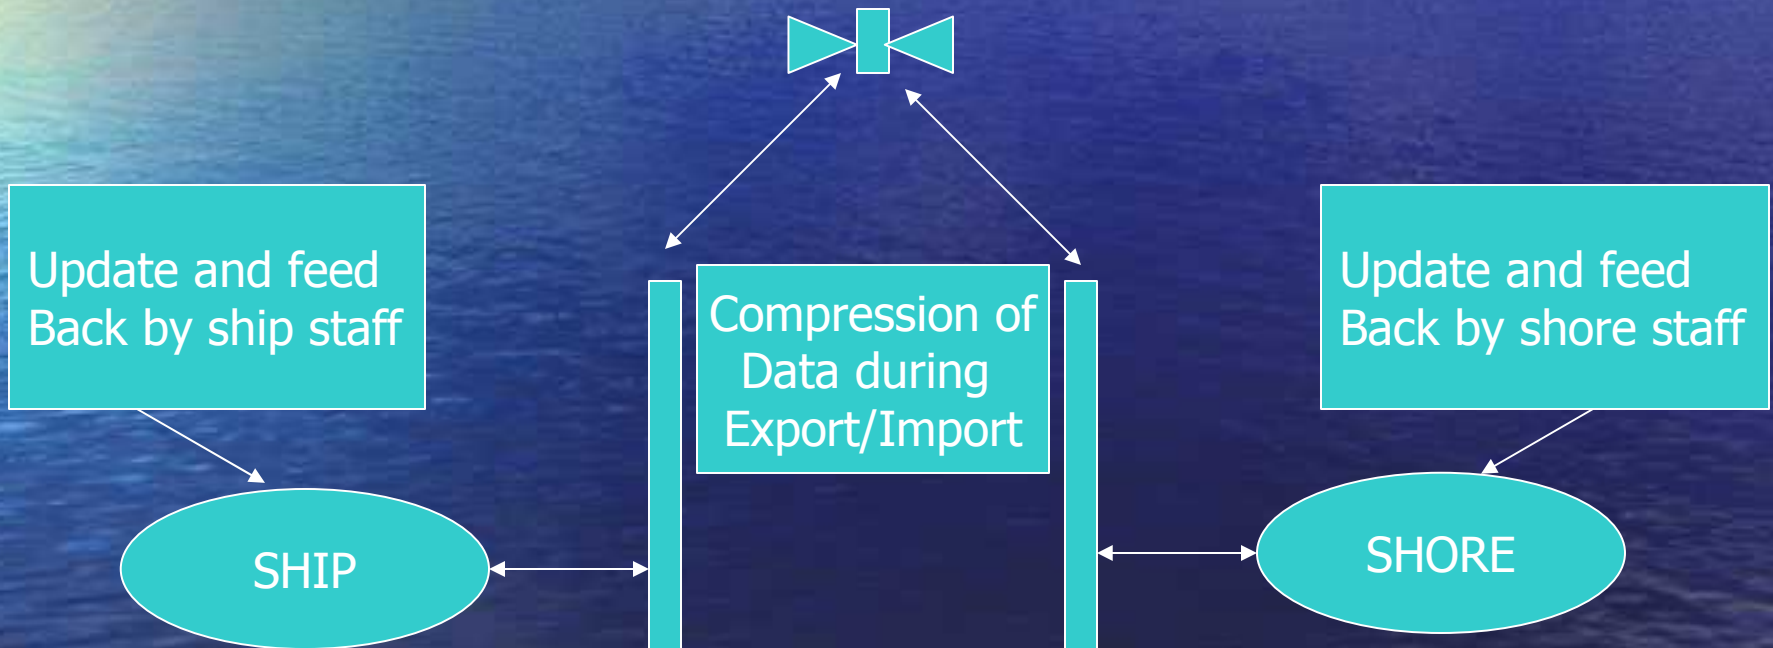 Update and feed
Back by ship staff
Compression of
Data during
Export/Import
Update and feed
Back by shore staff
SHIP
SHORE